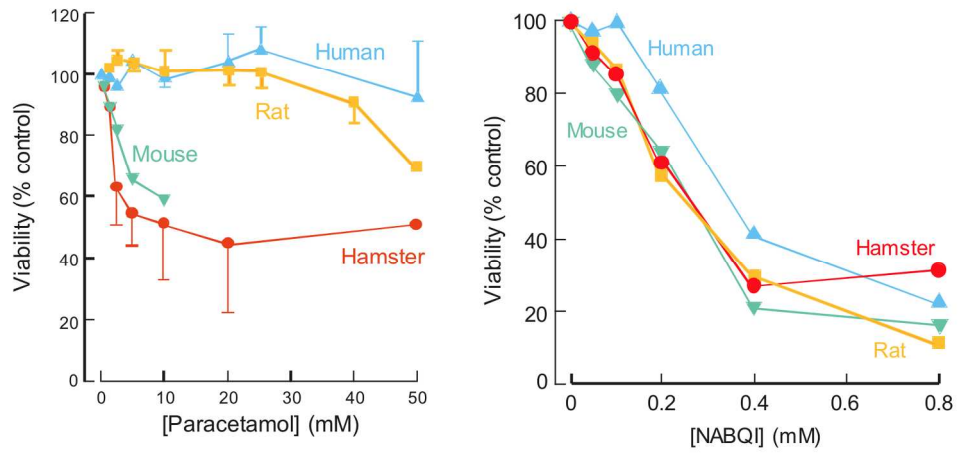 120
100
80
60
40
20
0
Viability (% control)
Human
Rat
Mouse
Hamster
0 10 20 30 40 50
[Paracetamol] (mM)
100
80
60
40
20
0
Viability (% control)
Human
Mouse
Hamster
Rat
0 0.2 0.4 0.6 0.8
[NABQI] (mM)